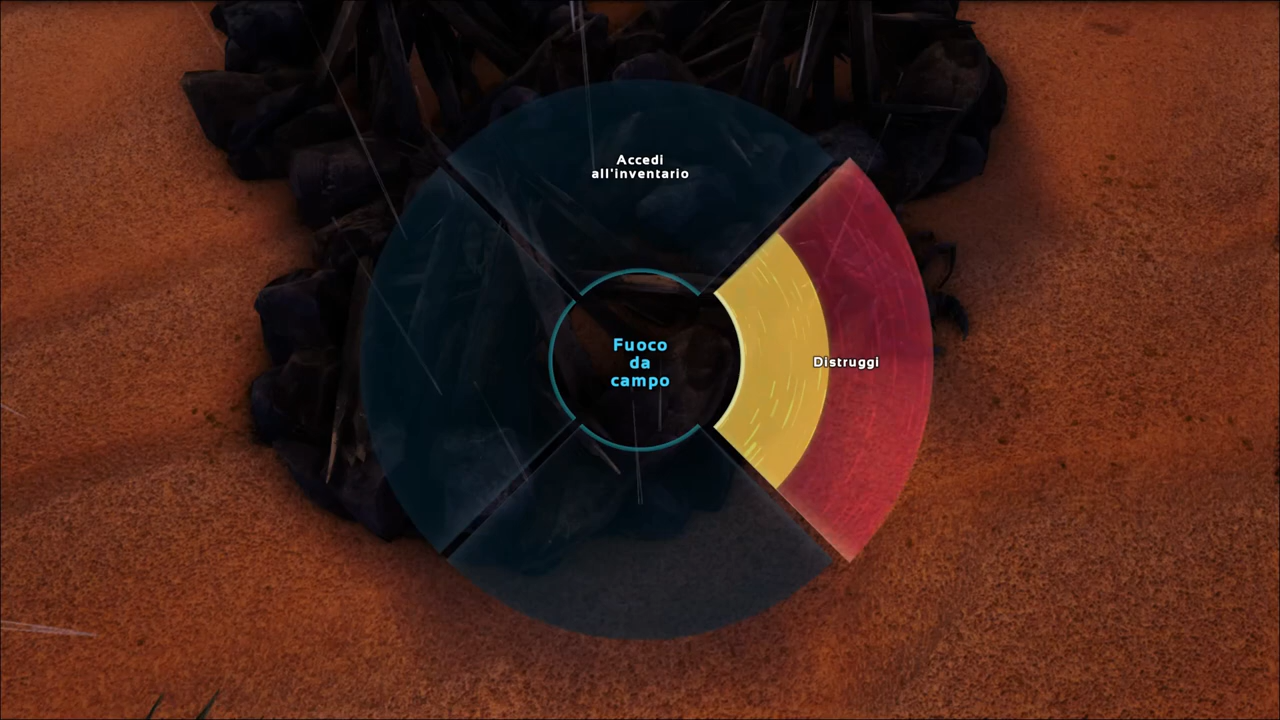 Accedi
all'inventario
Fuoco
da
campo
Distruggi